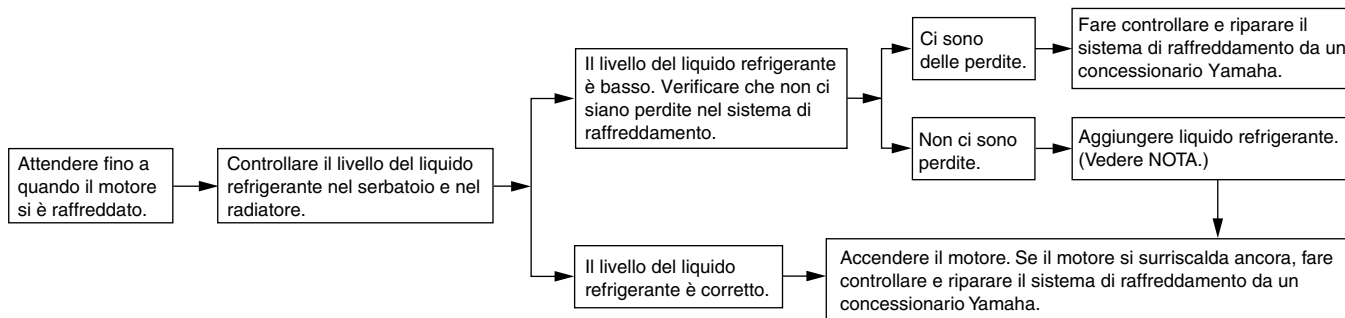 Attendere fino a
quando il motore
si è raffreddato.
Controllare il livello del liquido
refrigerante nel serbatoio e nel
radiatore.
Il livello del liquido refrigerante
è basso. Verificare che non ci
siano perdite nel sistema di
raffreddamento.
Ci sono
delle perdite.
Fare controllare e riparare il
sistema di raffreddamento da un
concessionario Yamaha.
Non ci sono
perdite.
Aggiungere liquido refrigerante.
(Vedere NOTA.)
Il livello del liquido
refrigerante è corretto.
Accendere il motore. Se il motore si surriscalda ancora, fare
controllare e riparare il sistema di raffreddamento da un
concessionario Yamaha.